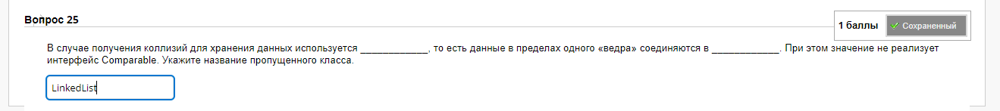 Вопрос 25
1 баллы
Сохраненный
В случае получения коллизий для хранения данных используется ____________, то есть данные в пределах одного «ведра» соединяются в ____________. При этом значение не реализует
интерфейс Comparable. Укажите название пропущенного класса.
LinkedList